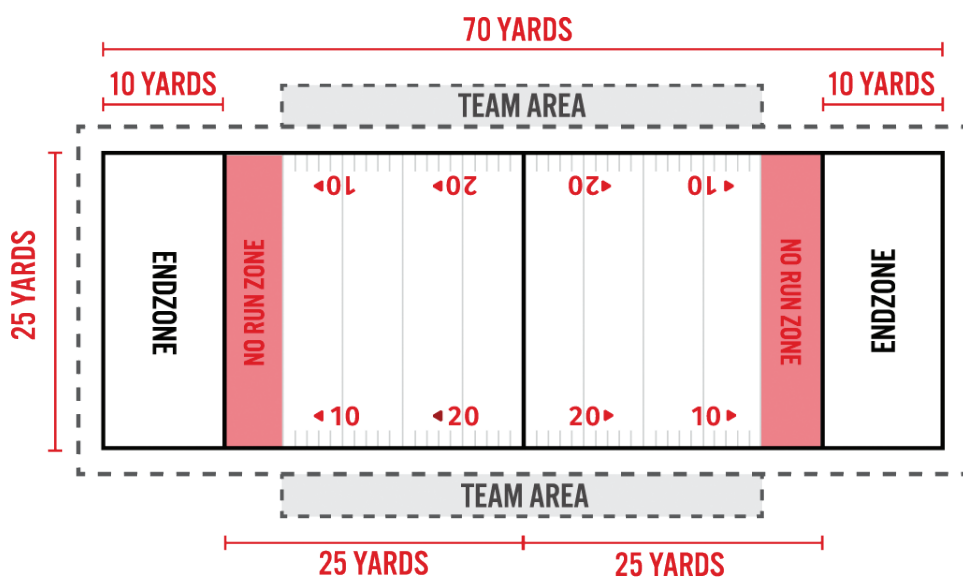 70 YARDS
10 YARDS
10 YARDS
TEAM AREA
10
20
20
10
25 YARDS
ENDZONE
NO RUN ZONE
NO RUN ZONE
ENDZONE
10
20
20
10
TEAM AREA
25 YARDS
25 YARDS